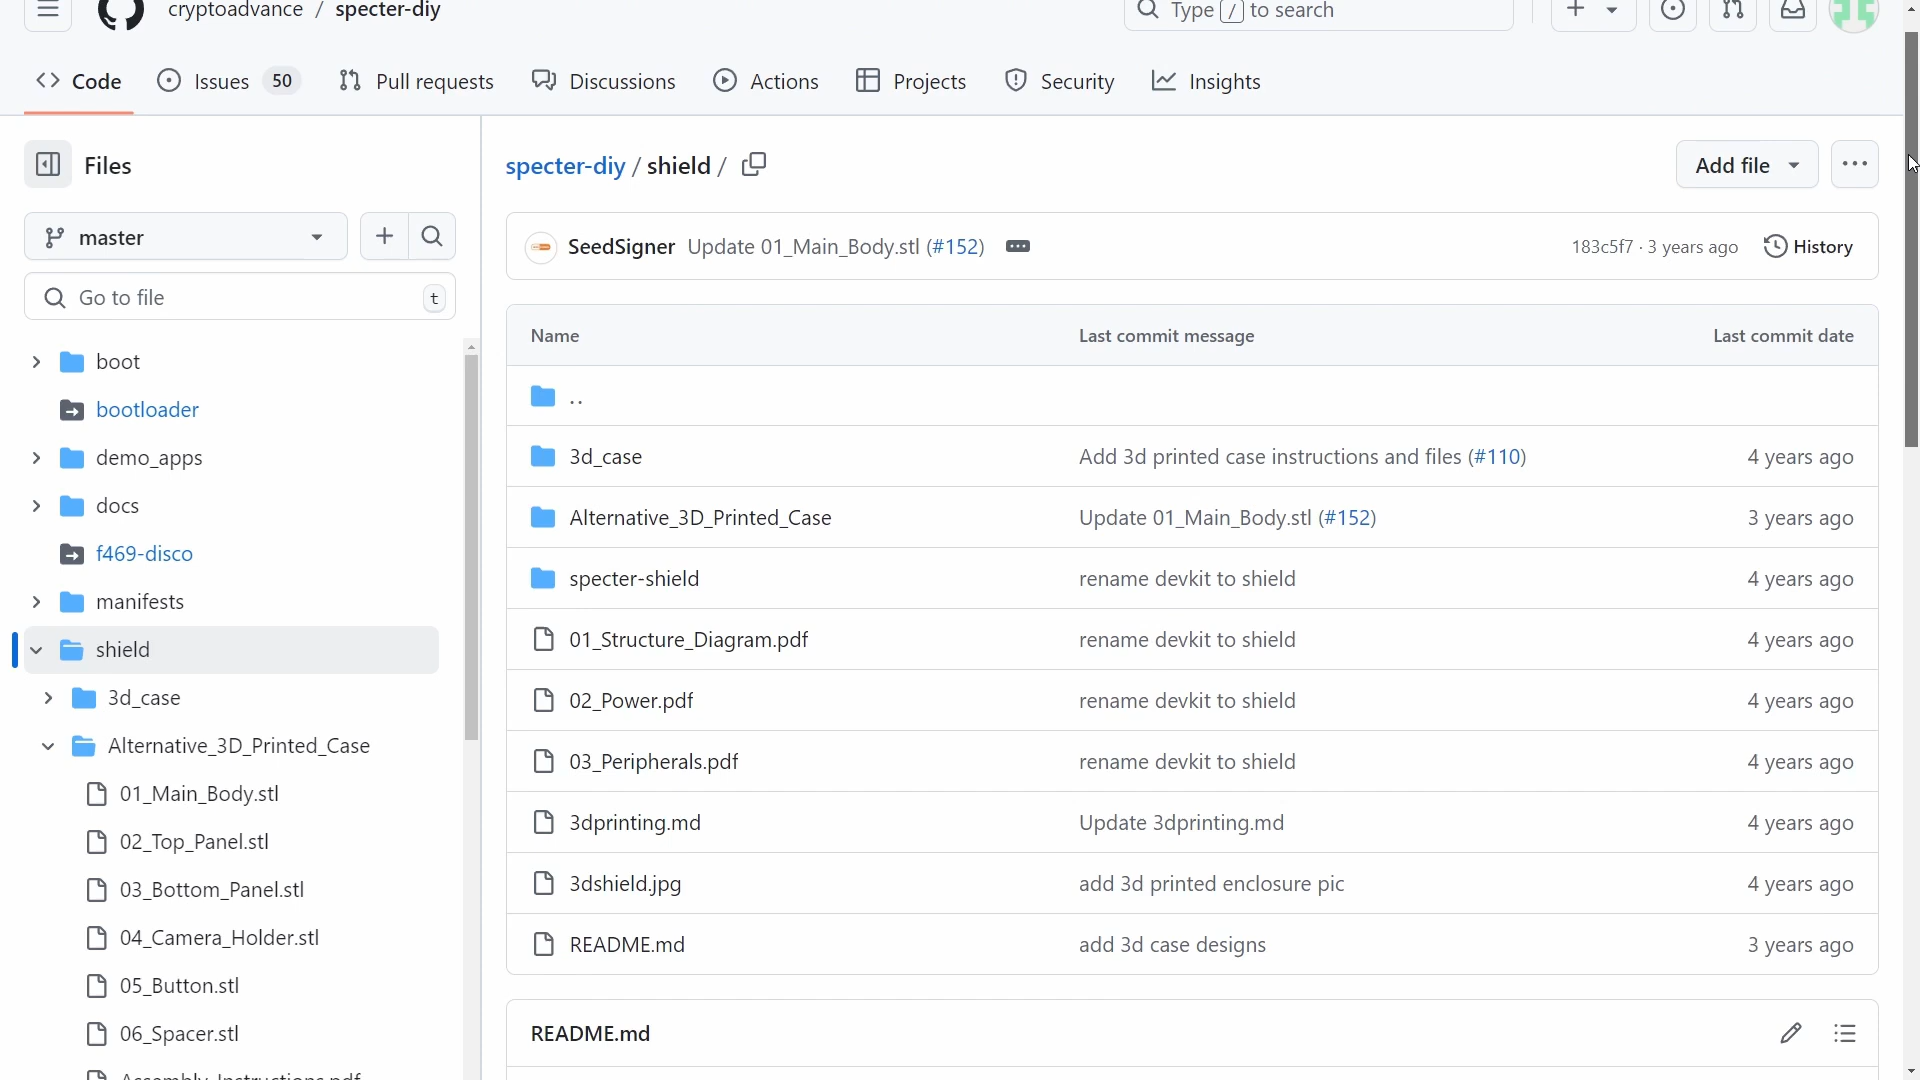 cryptoadvance / specter-diy
Type / to search
Code
Issues 50
Pull requests
Discussions
Actions
Projects
Security
Insights
Files
master
Go to file
t
boot
bootloader
demo_apps
docs
f469-disco
manifests
shield
3d_case
Alternative_3D_Printed_Case
01_Main_Body.stl
02_Top_Panel.stl
03_Bottom_Panel.stl
04_Camera_Holder.stl
05_Button.stl
06_Spacer.stl
Assembly_Instructions.pdf
specter-diy / shield /
Add file
SeedSigner Update 01_Main_Body.stl (#152)
183c5f7 · 3 years ago
History
Name Last commit message Last commit date
..
3d_case Add 3d printed case instructions and files (#110) 4 years ago
Alternative_3D_Printed_Case Update 01_Main_Body.stl (#152) 3 years ago
specter-shield rename devkit to shield 4 years ago
01_Structure_Diagram.pdf rename devkit to shield 4 years ago
02_Power.pdf rename devkit to shield 4 years ago
03_Peripherals.pdf rename devkit to shield 4 years ago
3dprinting.md Update 3dprinting.md 4 years ago
3dshield.jpg add 3d printed enclosure pic 4 years ago
README.md add 3d case designs 3 years ago
README.md